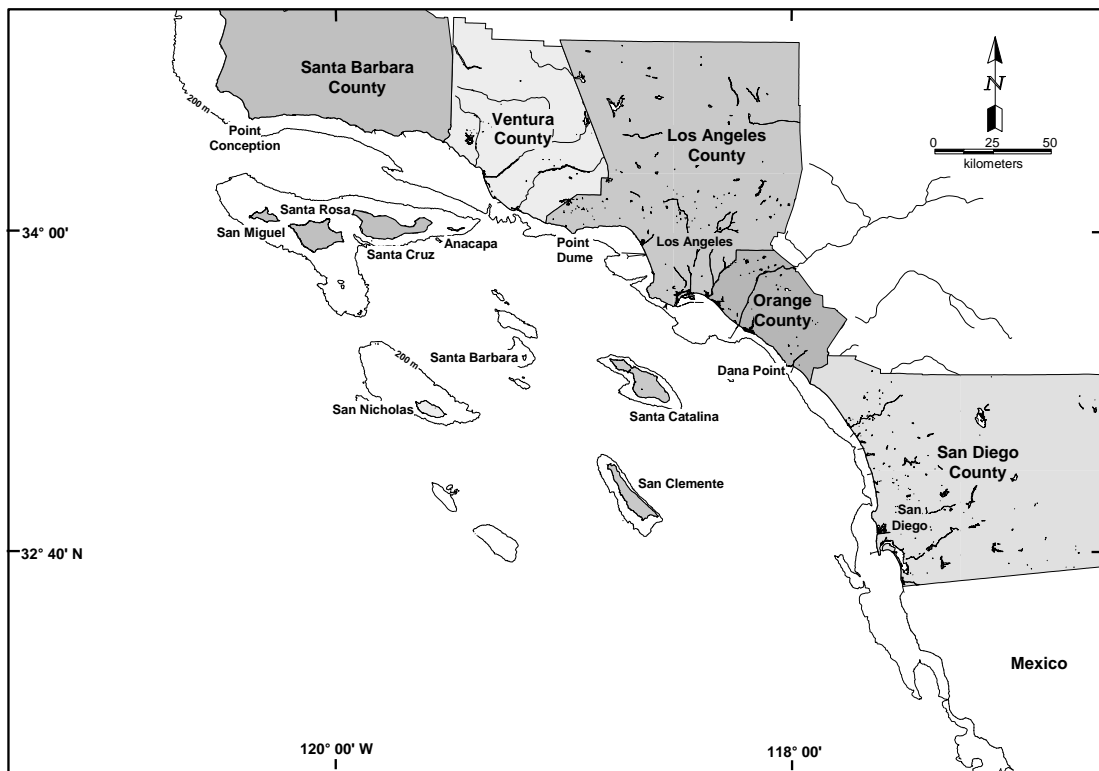 Santa Barbara
County
200 m
Point
Conception
Ventura
County
Los Angeles
County
N
0 25 50
kilometers
34 00'
Santa Rosa
San Miguel
Santa Cruz
Anacapa
Point
Dume
Los Angeles
Orange
County
200 m
Santa Barbara
Dana Point
San Nicholas
Santa Catalina
San Diego
County
San Clemente
San
Diego
32 40' N
Mexico
120 00' W
118 00'